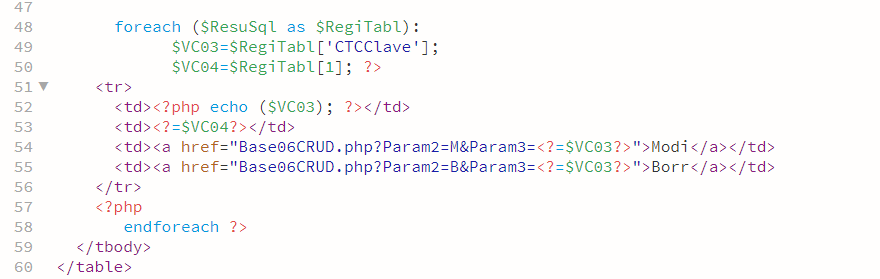 47
48 foreach ($ResuSql as $RegiTabl):
49 $VC03=$RegiTabl['CTCClave'];
50 $VC04=$RegiTabl[1]; ?>
51 <tr>
52 <td><?php echo ($VC03); ?></td>
53 <td><?=$VC04?></td>
54 <td><a href="Base06CRUD.php?Param2=M&Param3=<?=$VC03?>">Modi</a></td>
55 <td><a href="Base06CRUD.php?Param2=B&Param3=<?=$VC03?>">Borr</a></td>
56 </tr>
57 <?php
58 endforeach ?>
59 </tbody>
60 </table>